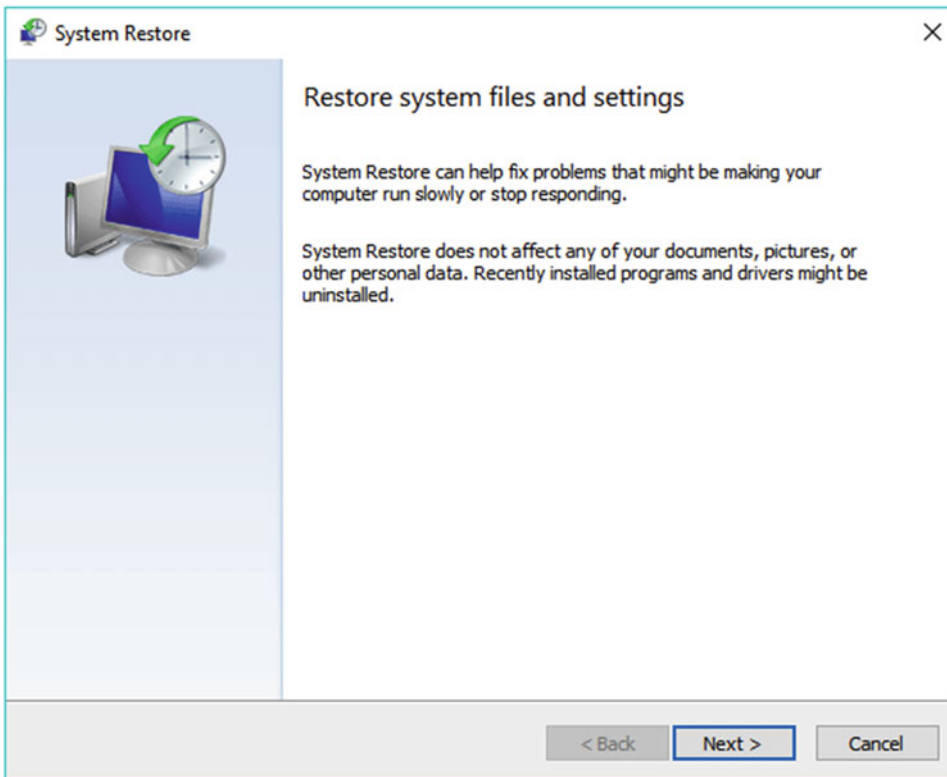 System Restore
Restore system files and settings
System Restore can help fix problems that might be making your
computer run slowly or stop responding.
System Restore does not affect any of your documents, pictures, or
other personal data. Recently installed programs and drivers might be
uninstalled.
< Back
Next >
Cancel